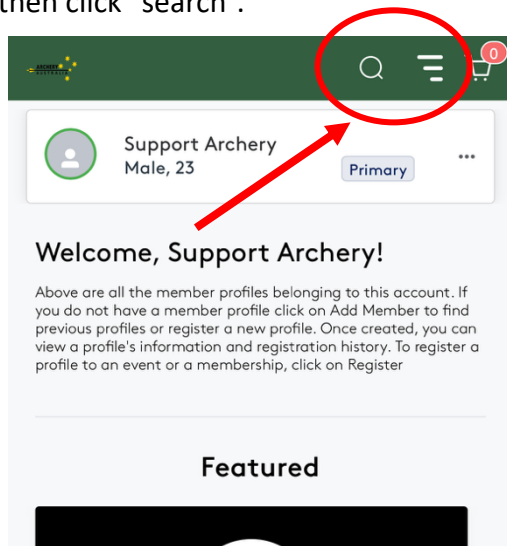 then click "search".
ARCHERY
AUSTRALIA
0
Support Archery
Male, 23
Primary
Welcome, Support Archery!
Above are all the member profiles belonging to this account. If
you do not have a member profile click on Add Member to find
previous profiles or register a new profile. Once created, you can
view a profile's information and registration history. To register a
profile to an event or a membership, click on Register
Featured